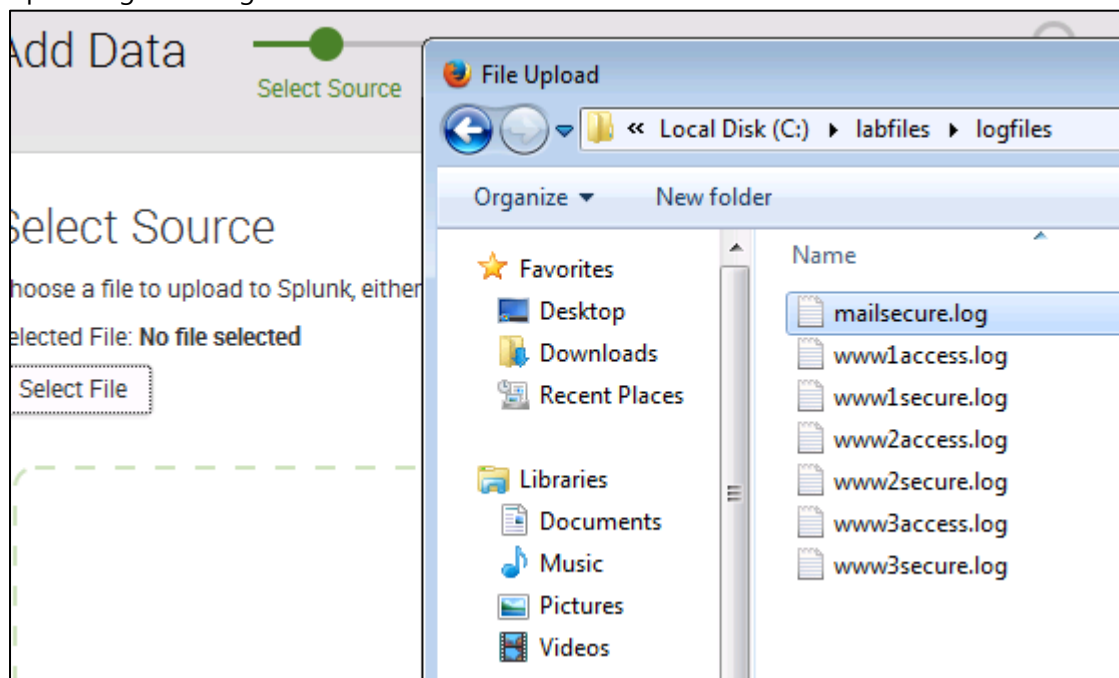 Add Data
Select Source
Select Source
hoose a file to upload to Splunk, either
elected File: No file selected
Select File
File Upload
« Local Disk (C:) ▸ labfiles ▸ logfiles
Organize ▾ New folder
Favorites
Desktop
Downloads
Recent Places
Libraries
Documents
Music
Pictures
Videos
Name
mailsecure.log
www1access.log
www1secure.log
www2access.log
www2secure.log
www3access.log
www3secure.log